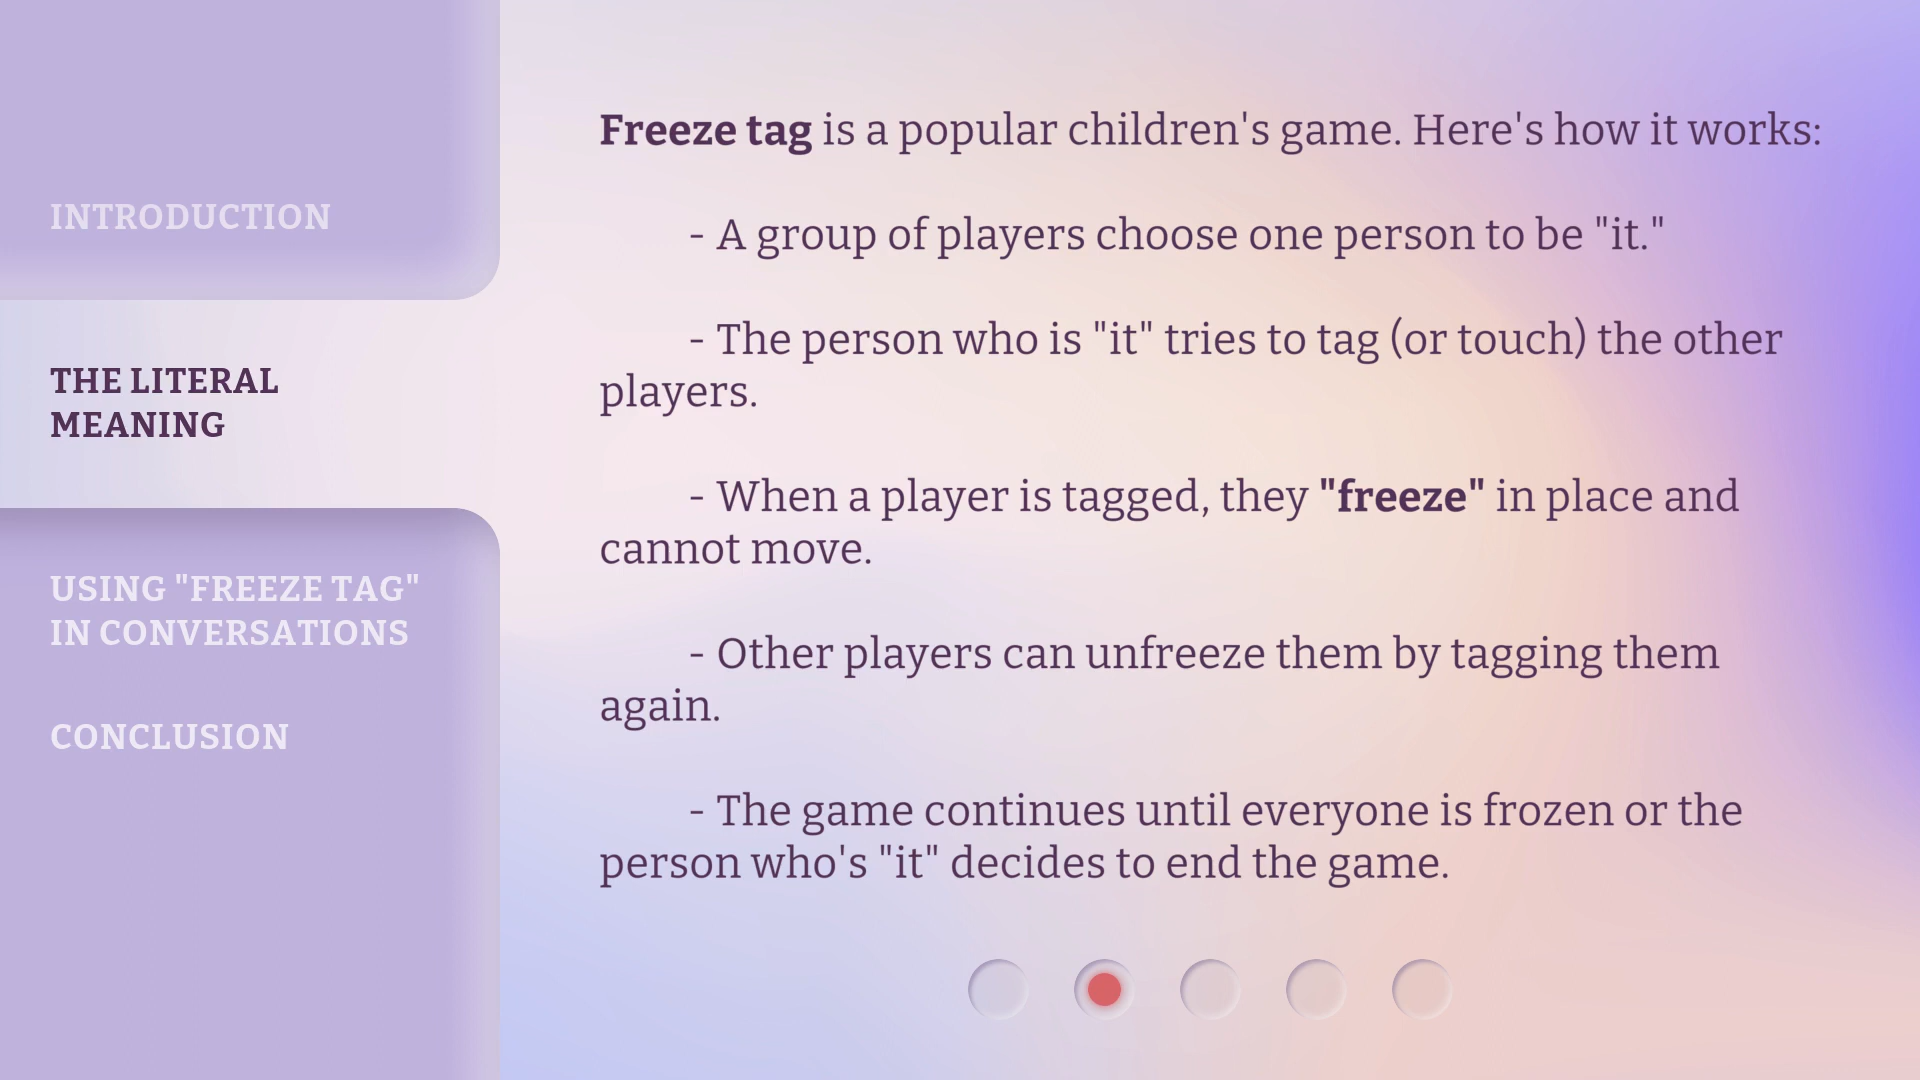 INTRODUCTION
THE LITERAL
MEANING
USING "FREEZE TAG"
IN CONVERSATIONS
CONCLUSION
Freeze tag is a popular children's game. Here's how it works:
- A group of players choose one person to be "it."
- The person who is "it" tries to tag (or touch) the other
players.
- When a player is tagged, they "freeze" in place and
cannot move.
- Other players can unfreeze them by tagging them
again.
- The game continues until everyone is frozen or the
person who's "it" decides to end the game.